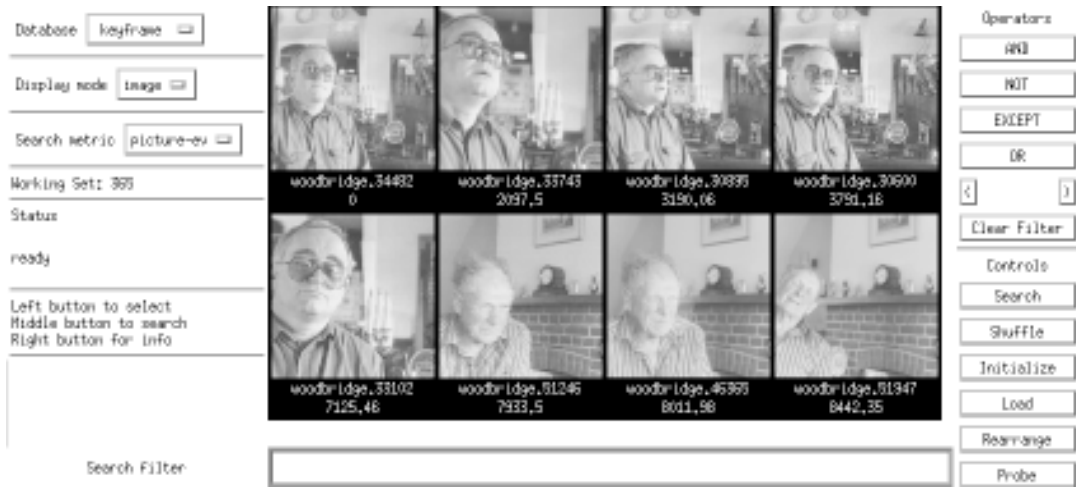 Database keyframe
Display mode image
Search metric picture-ev
Working Set: 365
Status
ready
Left button to select
Middle button to search
Right button for info
woodbridge.34482
0
woodbridge.33743
2097,5
woodbridge.30895
3190,06
woodbridge.30600
3791,16
woodbridge.33102
7125,46
woodbridge.51246
7933,5
woodbridge.46365
8011,98
woodbridge.51947
8442,35
Search Filter
Operators
AND
NOT
EXCEPT
OR
( )
Clear Filter
Controls
Search
Shuffle
Initialize
Load
Rearrange
Probe